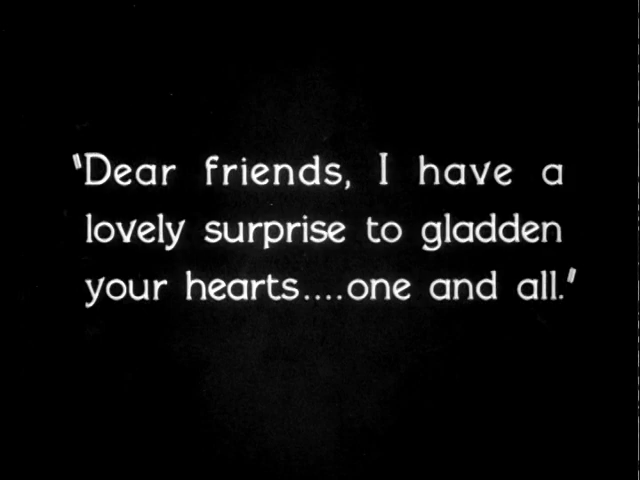 "Dear friends, I have a
lovely surprise to gladden
your hearts....one and all."